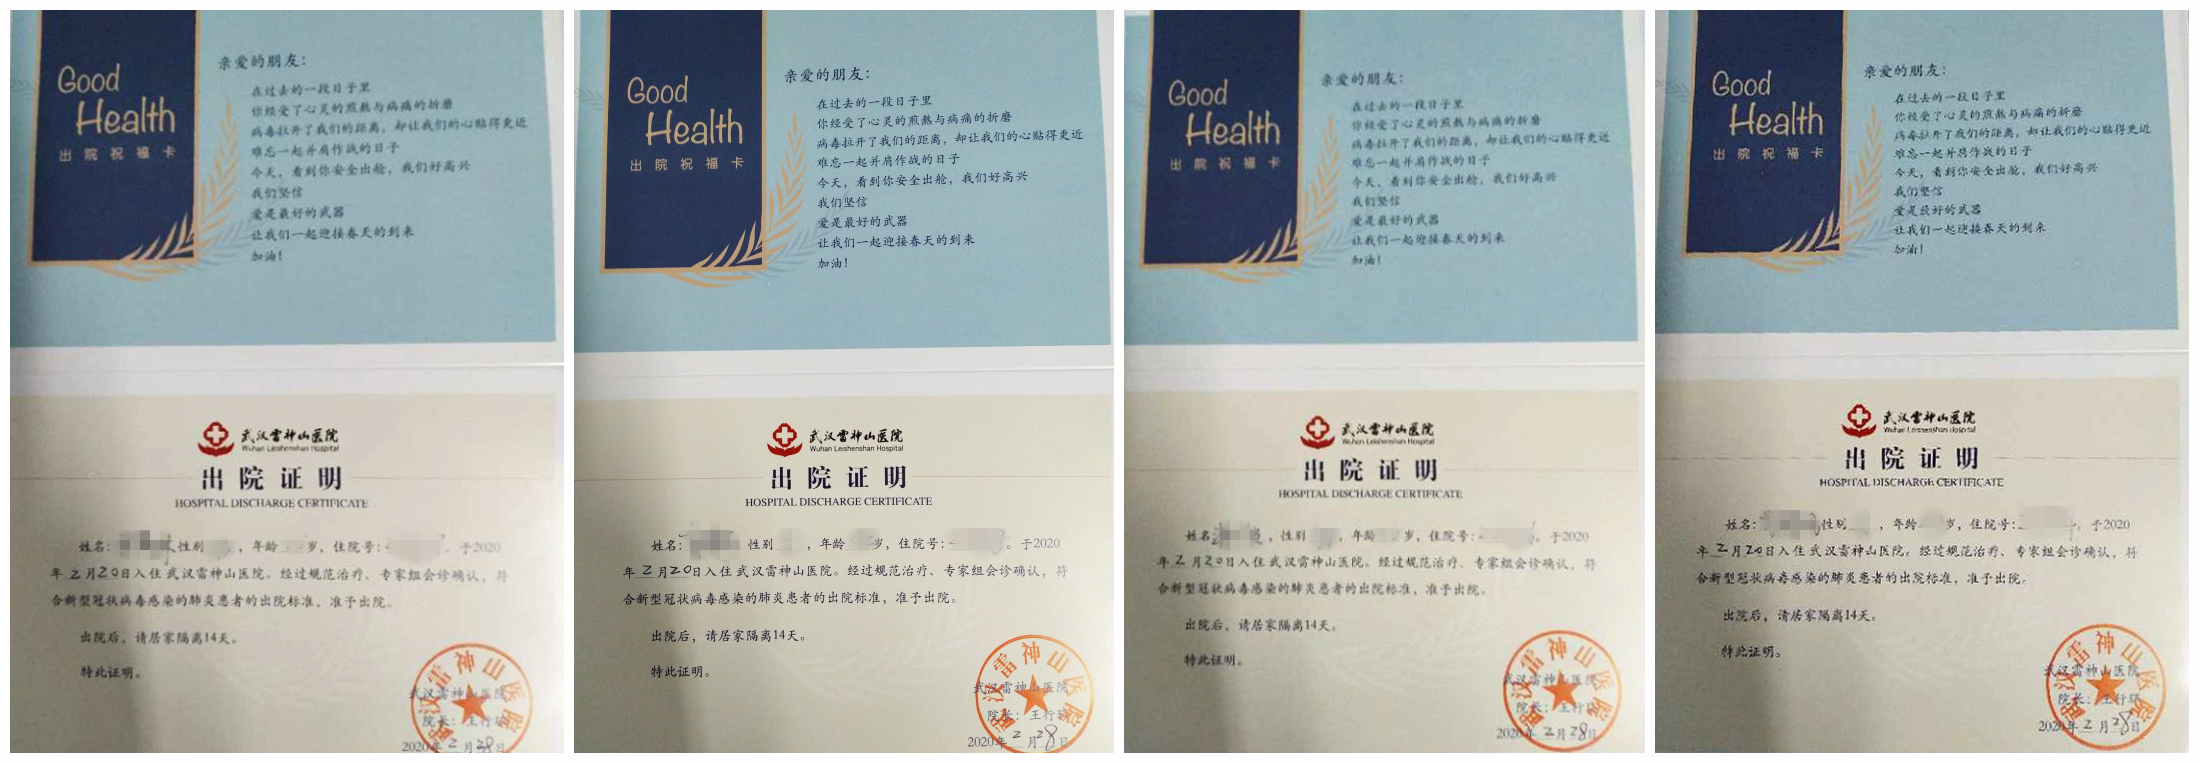 Good
Health
出院祝福卡
亲爱的朋友：
在过去的一段日子里
你经受了心灵的煎熬与病痛的折磨
病毒拉开了我们的距离，却让我们的心贴得更近
难忘一起并肩作战的日子
今天，看到你安全出舱，我们好高兴
我们坚信
爱是最好的武器
让我们一起迎接春天的到来
加油！
武汉雷神山医院
Wuhan Leishenshan Hospital
出院证明
HOSPITAL DISCHARGE CERTIFICATE
姓名： 性别 ，年龄 岁，住院号： 。于2020
年2月20日入住武汉雷神山医院。经过规范治疗、专家组会诊确认，符
合新型冠状病毒感染的肺炎患者的出院标准，准予出院。
出院后，请居家隔离14天。
特此证明。
武汉雷神山医院
院长：王行
2020年2月28日
Good
Health
出院祝福卡
亲爱的朋友：
在过去的一段日子里
你经受了心灵的煎熬与病痛的折磨
病毒拉开了我们的距离，却让我们的心贴得更近
难忘一起并肩作战的日子
今天，看到你安全出舱，我们好高兴
我们坚信
爱是最好的武器
让我们一起迎接春天的到来
加油！
武汉雷神山医院
Wuhan Leishenshan Hospital
出院证明
HOSPITAL DISCHARGE CERTIFICATE
姓名： 性别 ，年龄 岁，住院号： 。于2020
年2月20日入住武汉雷神山医院。经过规范治疗、专家组会诊确认，符
合新型冠状病毒感染的肺炎患者的出院标准，准予出院。
出院后，请居家隔离14天。
特此证明。
武汉雷神山医院
院长：王行
2020年2月28日
Good
Health
出院祝福卡
亲爱的朋友：
在过去的一段日子里
你经受了心灵的煎熬与病痛的折磨
病毒拉开了我们的距离，却让我们的心贴得更近
难忘一起并肩作战的日子
今天，看到你安全出舱，我们好高兴
我们坚信
爱是最好的武器
让我们一起迎接春天的到来
加油！
武汉雷神山医院
Wuhan Leishenshan Hospital
出院证明
HOSPITAL DISCHARGE CERTIFICATE
姓名： ，性别 ，年龄 岁，住院号： 。于2020
年2月20日入住武汉雷神山医院。经过规范治疗、专家组会诊确认，符
合新型冠状病毒感染的肺炎患者的出院标准，准予出院。
出院后，请居家隔离14天。
特此证明。
武汉雷神山医院
院长：王行
2020年2月28日
Good
Health
出院祝福卡
亲爱的朋友：
在过去的一段日子里
你经受了心灵的煎熬与病痛的折磨
病毒拉开了我们的距离，却让我们的心贴得更近
难忘一起并肩作战的日子
今天，看到你安全出舱，我们好高兴
我们坚信
爱是最好的武器
让我们一起迎接春天的到来
加油！
武汉雷神山医院
Wuhan Leishenshan Hospital
出院证明
HOSPITAL DISCHARGE CERTIFICATE
姓名： 性别 ，年龄 岁，住院号： 。于2020
年2月20日入住武汉雷神山医院。经过规范治疗、专家组会诊确认，符
合新型冠状病毒感染的肺炎患者的出院标准，准予出院。
出院后，请居家隔离14天。
特此证明。
武汉雷神山医院
院长：王行
2020年2月28日